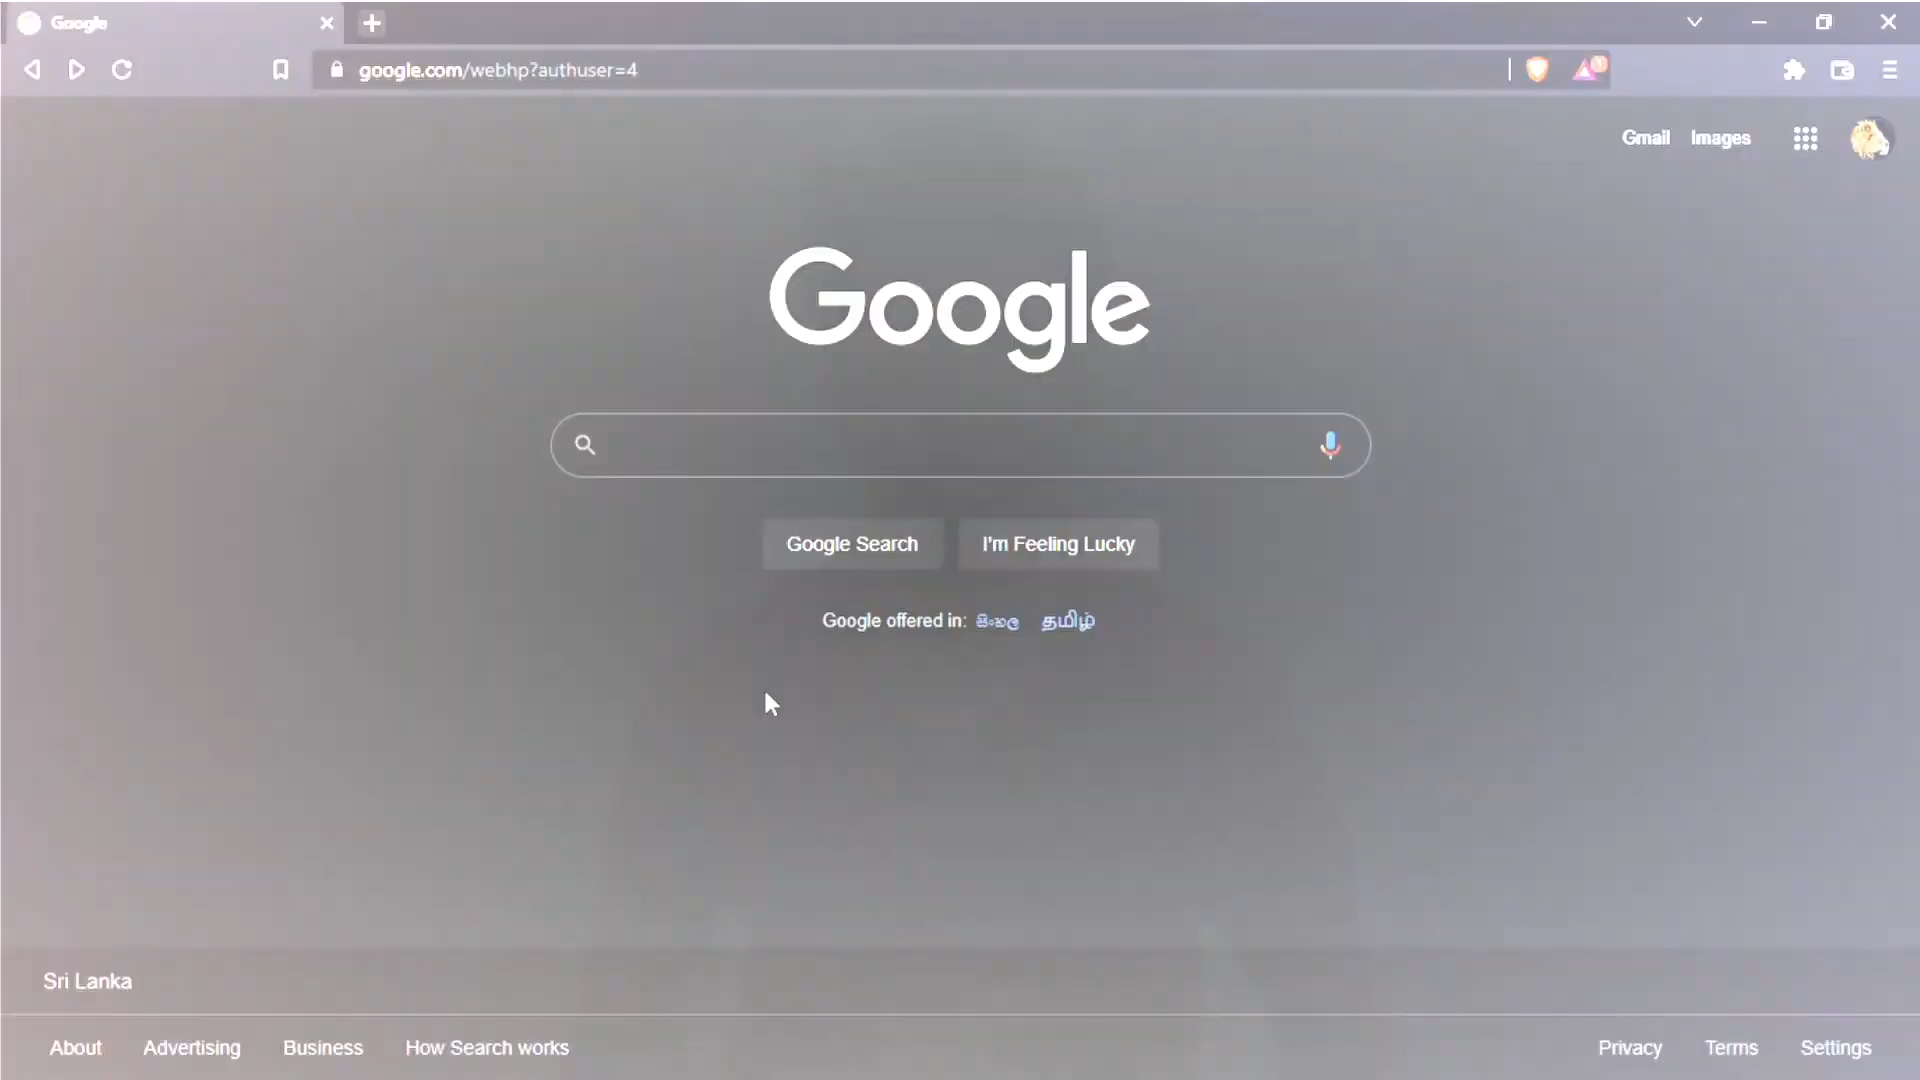 Google
google.com/webhp?authuser=4
Gmail Images
Google
Google Search I'm Feeling Lucky
Google offered in: සිංහල தமிழ்
Sri Lanka
About Advertising Business How Search works Privacy Terms Settings